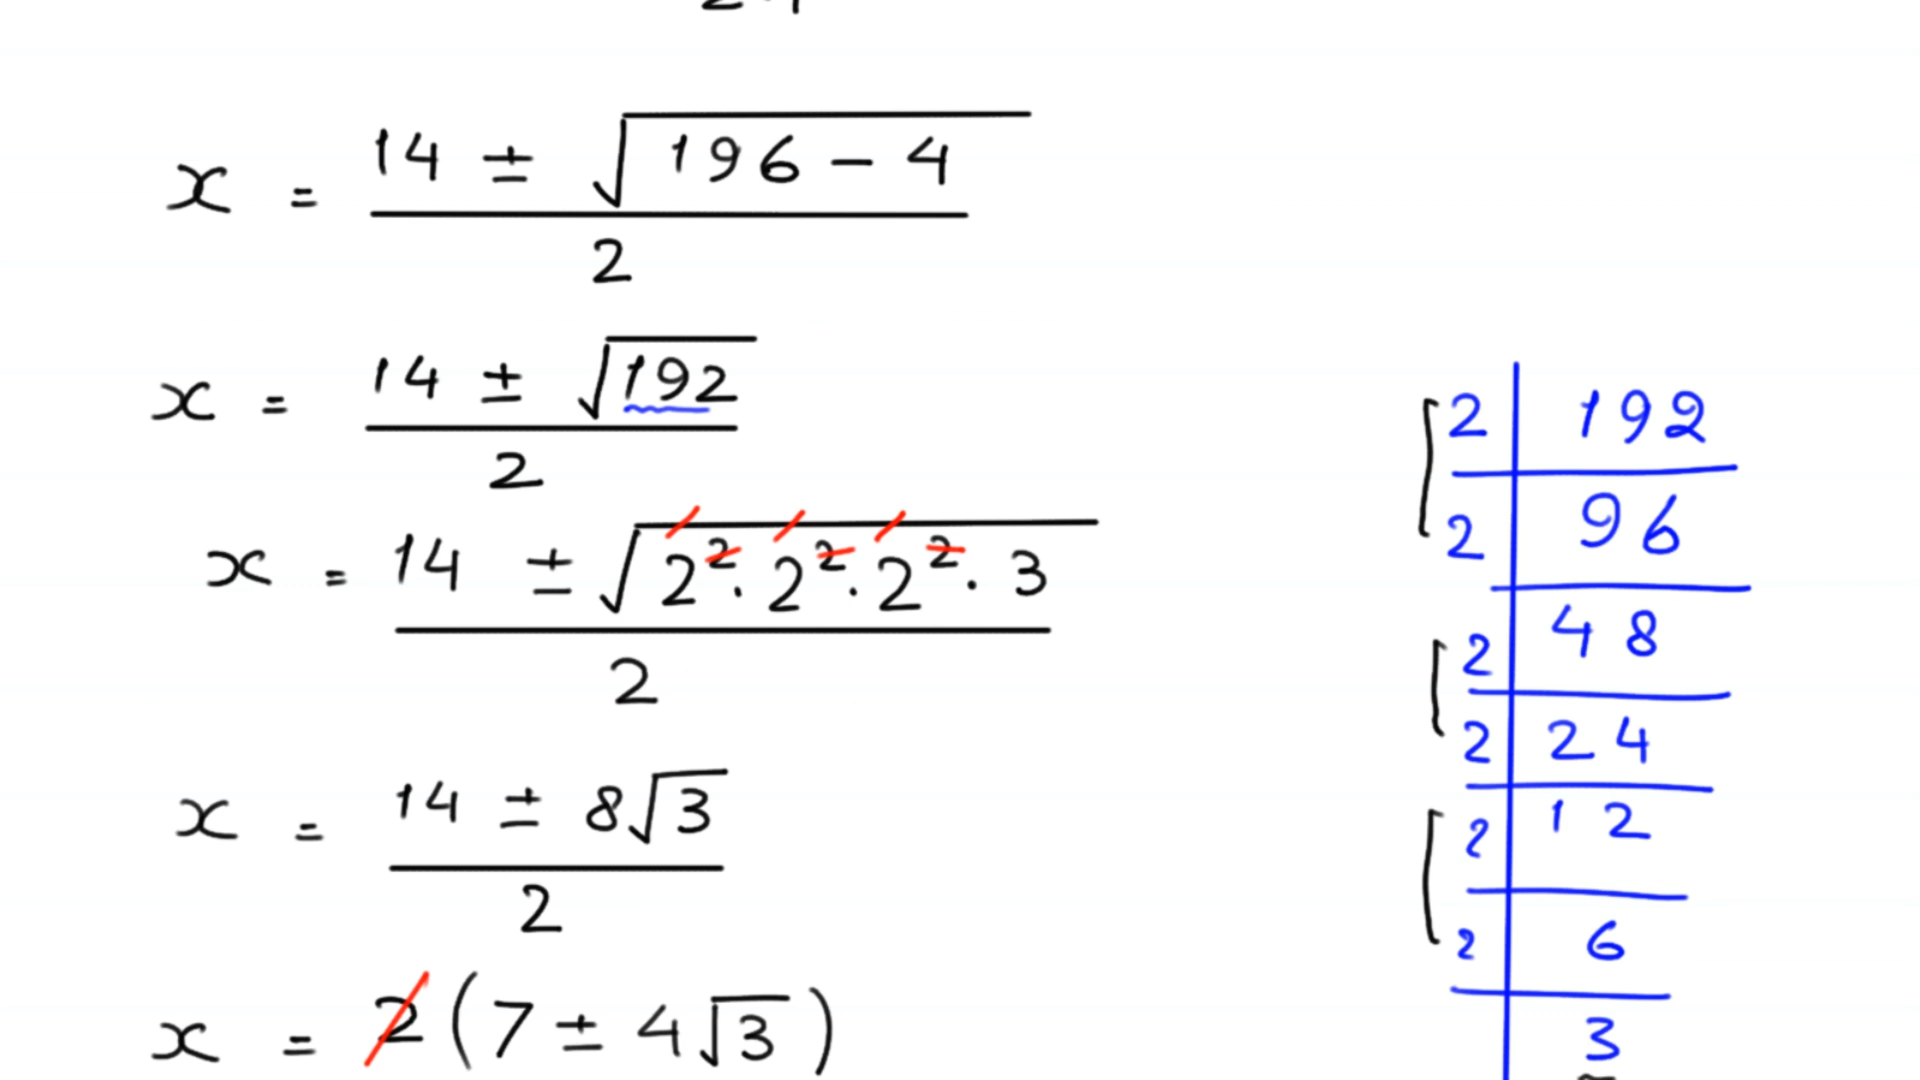 x = (14 ± √(196 - 4)) / 2
x = (14 ± √192) / 2
x = (14 ± √(2². 2². 2². 3)) / 2
x = (14 ± 8√3) / 2
x = 2 (7 ± 4√3)
2 | 192
2 | 96
2 | 48
2 | 24
2 | 12
2 | 6
3